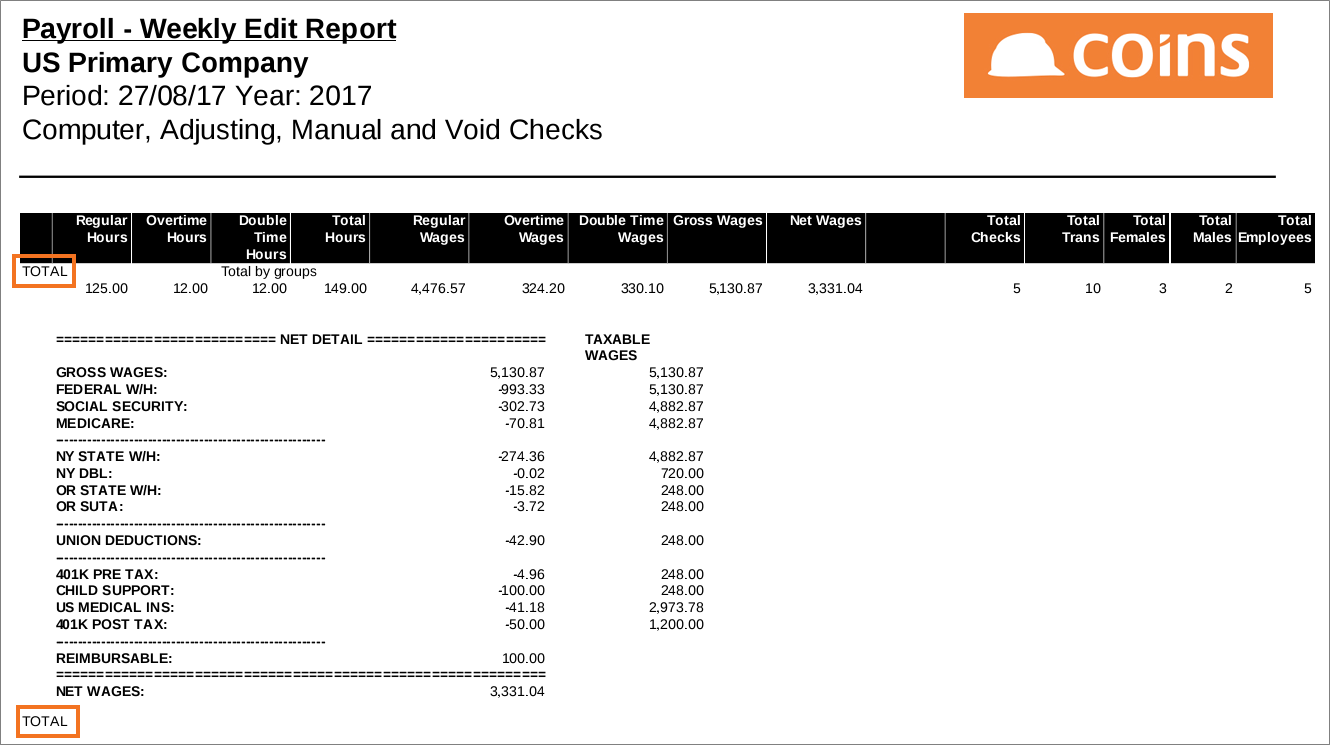 Payroll - Weekly Edit Report
US Primary Company
Period: 27/08/17 Year: 2017
Computer, Adjusting, Manual and Void Checks
coins
Regular Hours Overtime Hours Double Time Hours Total Hours Regular Wages Overtime Wages Double Time Wages Gross Wages Net Wages Total Checks Total Trans Total Females Total Males Total Employees
TOTAL Total by groups
125.00 12.00 12.00 149.00 4,476.57 324.20 330.10 5,130.87 3,331.04 5 10 3 2 5
=========================== NET DETAIL ====================== TAXABLE
WAGES
GROSS WAGES: 5,130.87 5,130.87
FEDERAL W/H: -993.33 5,130.87
SOCIAL SECURITY: -302.73 4,882.87
MEDICARE: -70.81 4,882.87
------------------------------------------------------------
NY STATE W/H: -274.36 4,882.87
NY DBL: -0.02 720.00
OR STATE W/H: -15.82 248.00
OR SUTA: -3.72 248.00
------------------------------------------------------------
UNION DEDUCTIONS: -42.90 248.00
------------------------------------------------------------
401K PRE TAX: -4.96 248.00
CHILD SUPPORT: -100.00 248.00
US MEDICAL INS: -41.18 2,973.78
401K POST TAX: -50.00 1,200.00
------------------------------------------------------------
REIMBURSABLE: 100.00
============================================================
NET WAGES: 3,331.04
TOTAL